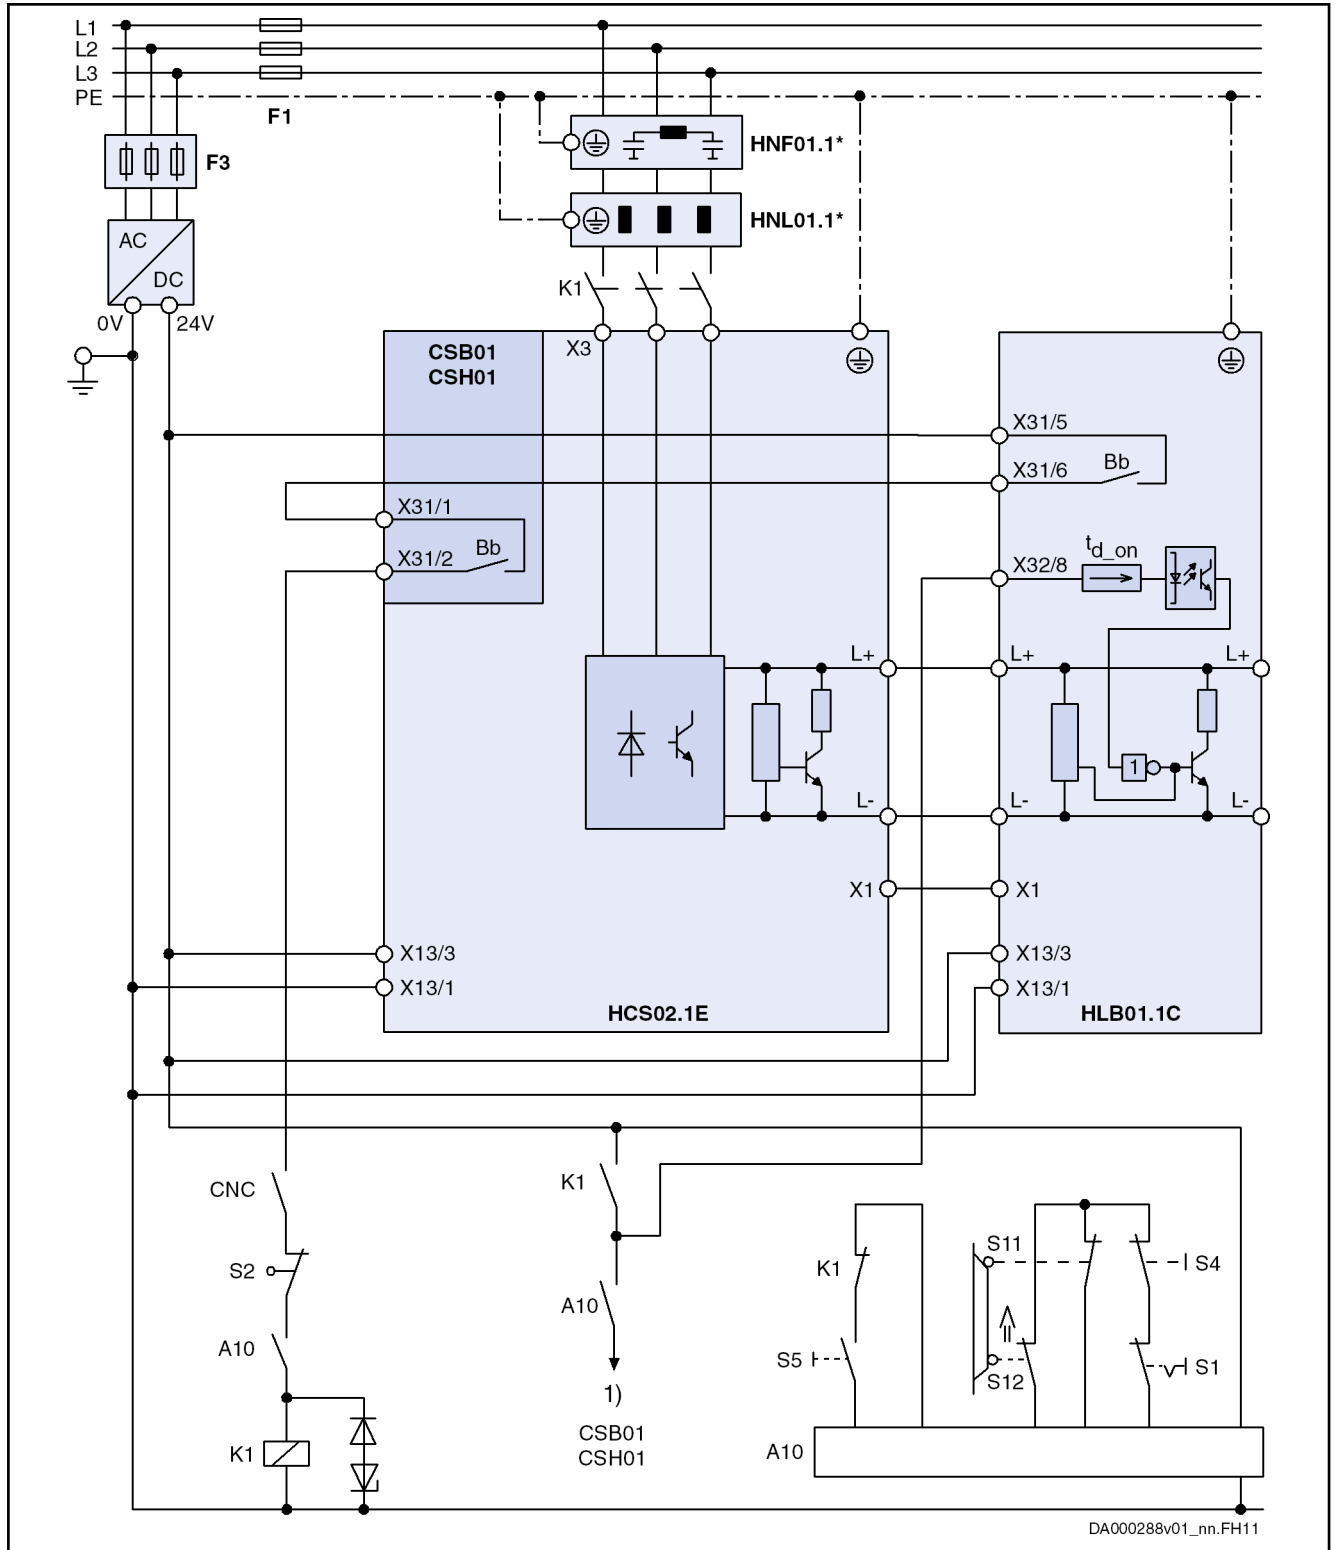 L1
L2
L3
PE
F1
F3
HNF01.1*
HNL01.1*
AC
DC
0V
24V
K1
X3
CSB01
CSH01
X31/5
X31/6
Bb
X31/1
X31/2
Bb
X32/8
td_on
L+
L+
L+
1
L-
L-
L-
X1
X1
X13/3
X13/1
X13/3
X13/1
HCS02.1E
HLB01.1C
CNC
S2
A10
K1
K1
A10
1)
CSB01
CSH01
K1
S5
S11
S12
S4
S1
A10
DA000288v01_nn.FH11